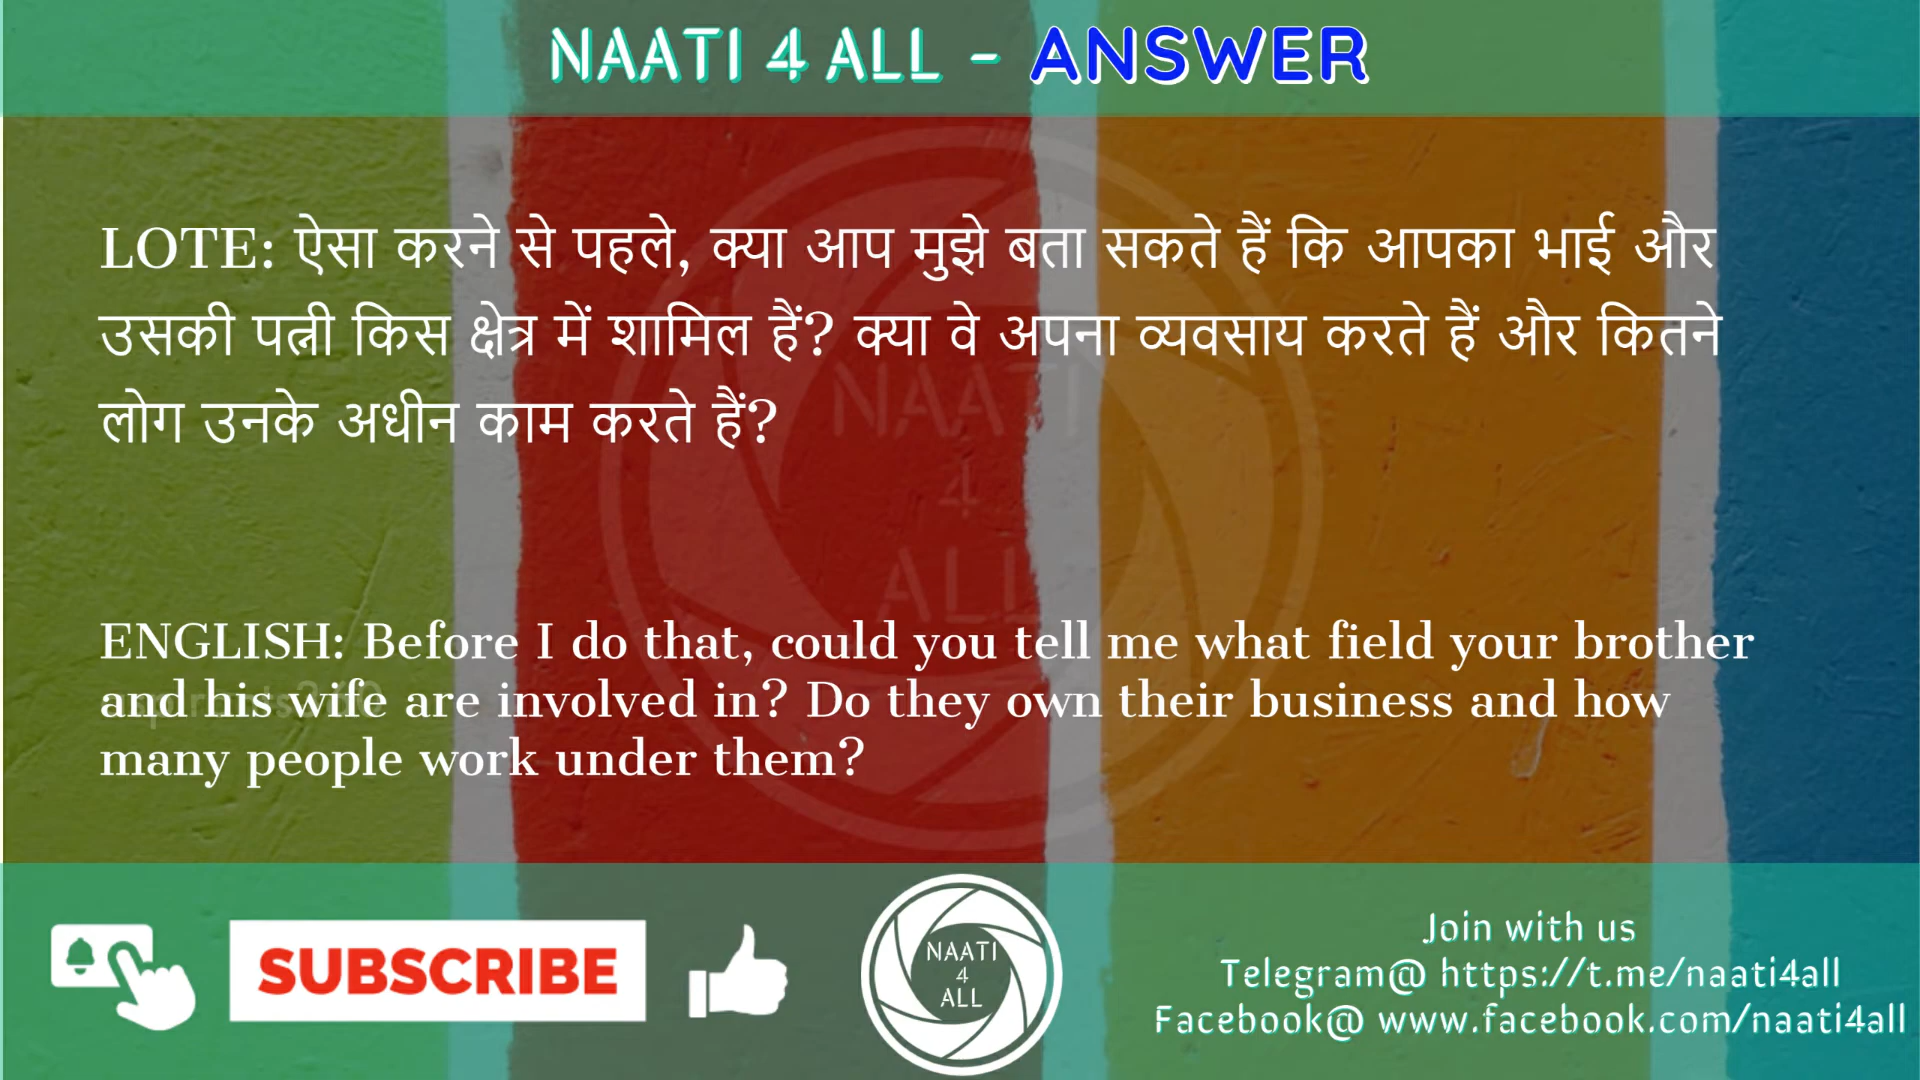 NAATI 4 ALL - ANSWER
LOTE: ऐसा करने से पहले, क्या आप मुझे बता सकते हैं कि आपका भाई और
उसकी पत्नी किस क्षेत्र में शामिल हैं? क्या वे अपना व्यवसाय करते हैं और कितने
लोग उनके अधीन काम करते हैं?
NAATI
4
ALL
ENGLISH: Before I do that, could you tell me what field your brother
and his wife are involved in? Do they own their business and how
many people work under them?
SUBSCRIBE
NAATI
4
ALL
Join with us
Telegram@ https://t.me/naati4all
Facebook@ www.facebook.com/naati4all